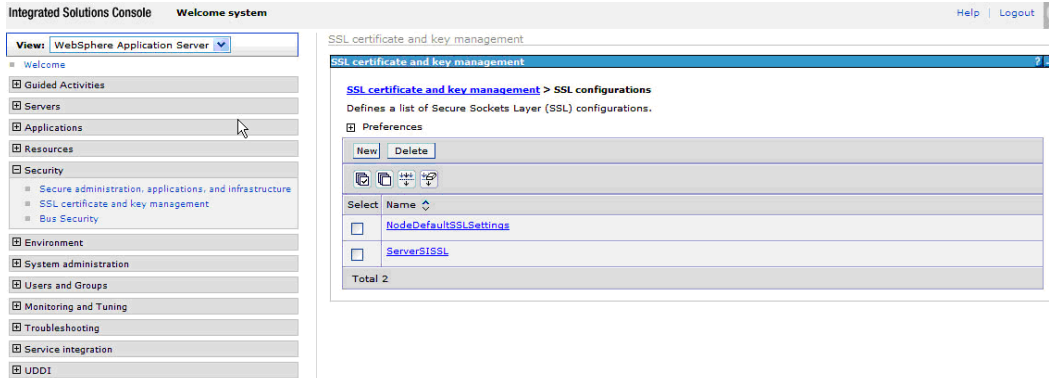 Integrated Solutions Console Welcome system
Help | Logout
View: WebSphere Application Server
Welcome
Guided Activities
Servers
Applications
Resources
Security
Secure administration, applications, and infrastructure
SSL certificate and key management
Bus Security
Environment
System administration
Users and Groups
Monitoring and Tuning
Troubleshooting
Service integration
UDDI
SSL certificate and key management
SSL certificate and key management ?
SSL certificate and key management > SSL configurations
Defines a list of Secure Sockets Layer (SSL) configurations.
Preferences
New Delete
Select Name
NodeDefaultSSLSettings
ServerSISSL
Total 2